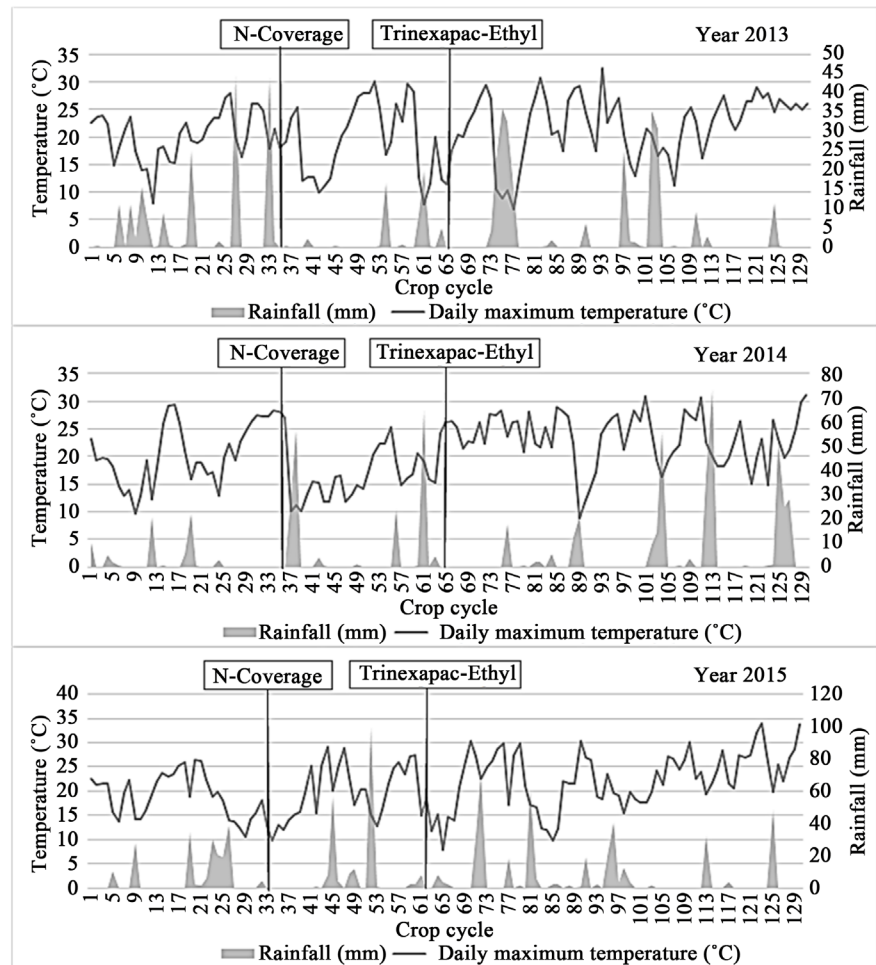 N-Coverage Trinexapac-Ethyl Year 2013
Temperature (˚C)
35
30
25
20
15
10
5
0
50
45
40
35
30
25
20
15
10
5
0
Rainfall (mm)
1 5 9 13 17 21 25 29 33 37 41 45 49 53 57 61 65 69 73 77 81 85 89 93 97 101 105 109 113 117 121 125 129
Crop cycle
Rainfall (mm) Daily maximum temperature (˚C)
N-Coverage Trinexapac-Ethyl Year 2014
Temperature (˚C)
35
30
25
20
15
10
5
0
80
70
60
50
40
30
20
10
0
Rainfall (mm)
1 5 9 13 17 21 25 29 33 37 41 45 49 53 57 61 65 69 73 77 81 85 89 93 97 101 105 109 113 117 121 125 129
Crop cycle
Rainfall (mm) Daily maximum temperature (˚C)
N-Coverage Trinexapac-Ethyl Year 2015
Temperature (˚C)
40
35
30
25
20
15
10
5
0
120
100
80
60
40
20
0
Rainfall (mm)
1 5 9 13 17 21 25 29 33 37 41 45 49 53 57 61 65 69 73 77 81 85 89 93 97 101 105 109 113 117 121 125 129
Crop cycle
Rainfall (mm) Daily maximum temperature (˚C)